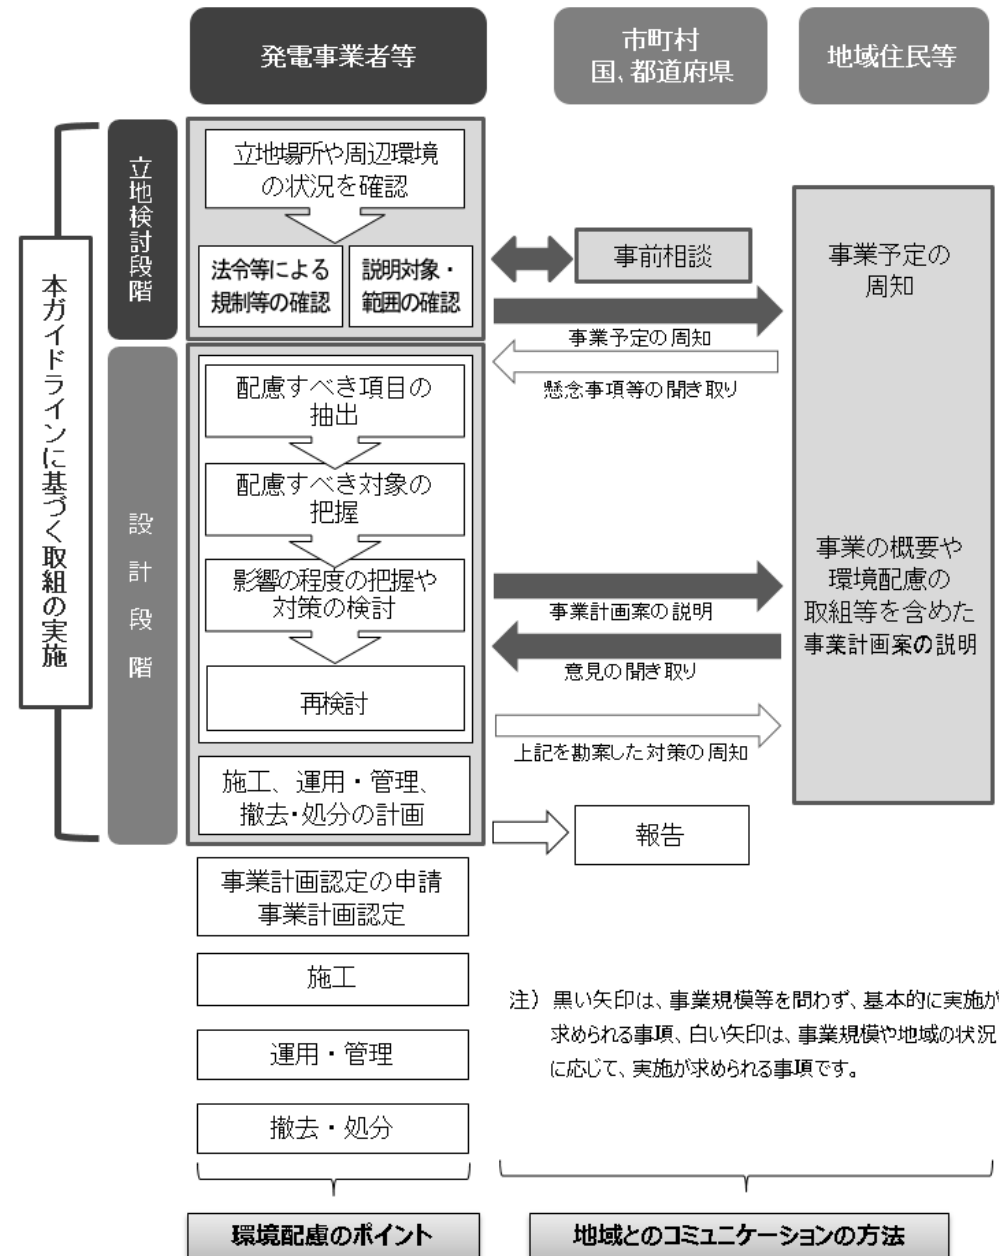 発電事業者等
市町村
国、都道府県
地域住民等
本ガイドラインに基づく取組の実施
立地検討段階
立地場所や周辺環境
の状況を確認
法令等による
規制等の確認
説明対象・
範囲の確認
事前相談
事業予定の
周知
事業予定の周知
懸念事項等の聞き取り
設計段階
配慮すべき項目の
抽出
配慮すべき対象の
把握
影響の程度の把握や
対策の検討
再検討
事業計画案の説明
意見の聞き取り
上記を勘案した対策の周知
事業の概要や
環境配慮の
取組等を含めた
事業計画案の説明
施工、運用・管理、
撤去・処分の計画
報告
事業計画認定の申請
事業計画認定
施工
運用・管理
撤去・処分
注）黒い矢印は、事業規模等を問わず、基本的に実施が
求められる事項、白い矢印は、事業規模や地域の状況
に応じて、実施が求められる事項です。
環境配慮のポイント
地域とのコミュニケーションの方法